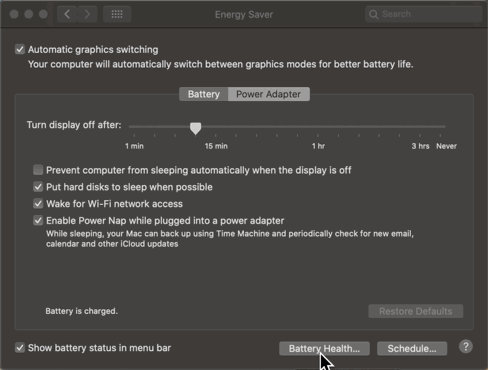 Energy Saver
Search
Automatic graphics switching
Your computer will automatically switch between graphics modes for better battery life.
Battery
Power Adapter
Turn display off after:
1 min
15 min
1 hr
3 hrs
Never
Prevent computer from sleeping automatically when the display is off
Put hard disks to sleep when possible
Wake for Wi-Fi network access
Enable Power Nap while plugged into a power adapter
While sleeping, your Mac can back up using Time Machine and periodically check for new email,
calendar and other iCloud updates
Battery is charged.
Restore Defaults
Show battery status in menu bar
Battery Health...
Schedule...
?